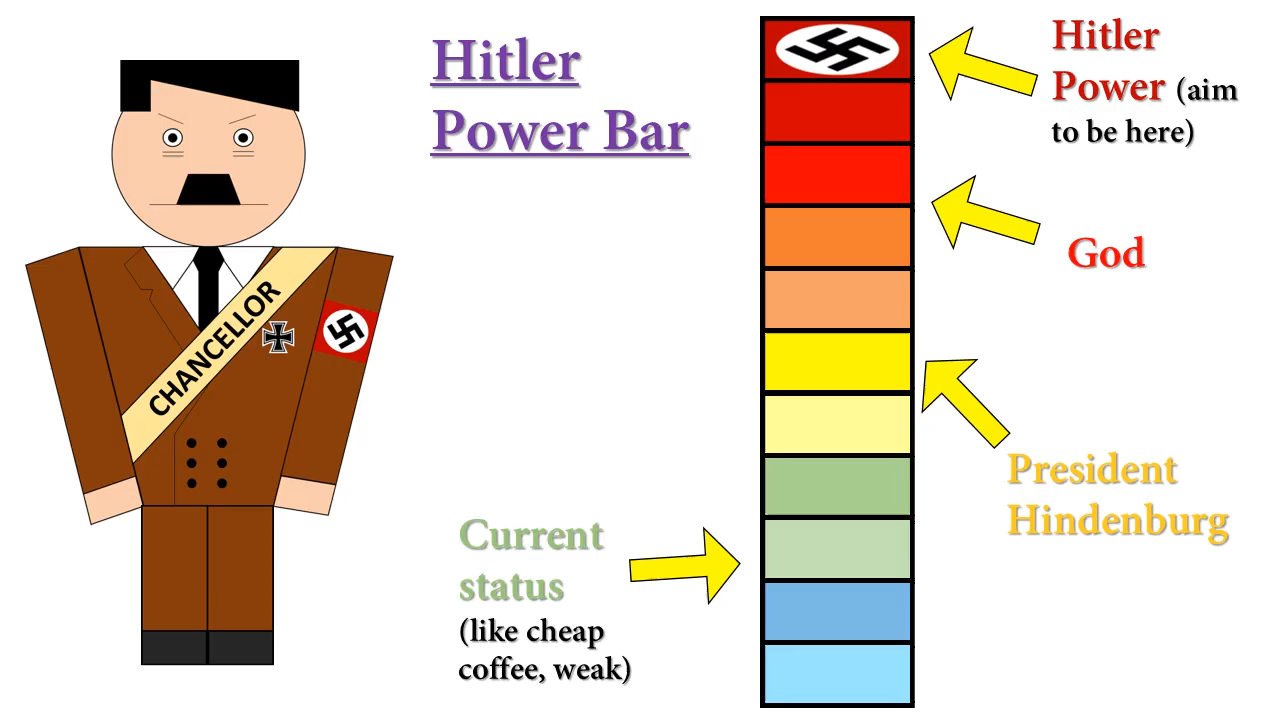 Hitler
Power Bar
Hitler
Power (aim
to be here)
God
President
Hindenburg
Current
status
(like cheap
coffee, weak)
CHANCELLOR